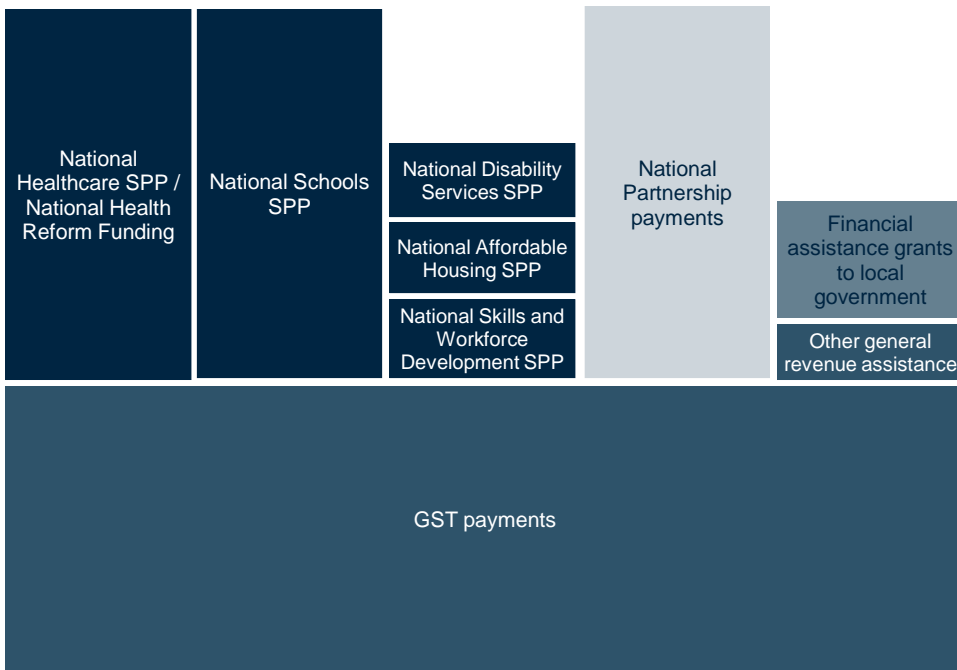 National
Healthcare SPP /
National Health
Reform Funding
National Schools
SPP
National Disability
Services SPP
National Affordable
Housing SPP
National Skills and
Workforce
Development SPP
National
Partnership
payments
Financial
assistance grants
to local
government
Other general
revenue assistance
GST payments